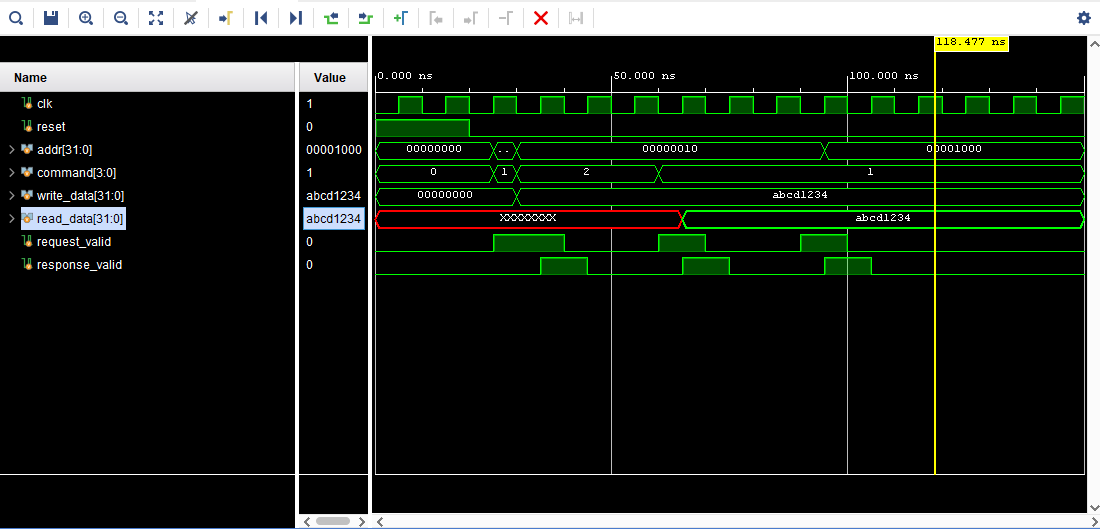 118.477 ns
Name Value 0.000 ns 50.000 ns 100.000 ns
clk 1
reset 0
addr[31:0] 00001000 00000000 .. 00000010 00001000
command[3:0] 1 0 1 2 1
write_data[31:0] abcd1234 00000000 abcd1234
read_data[31:0] abcd1234 XXXXXXXX abcd1234
request_valid 0
response_valid 0